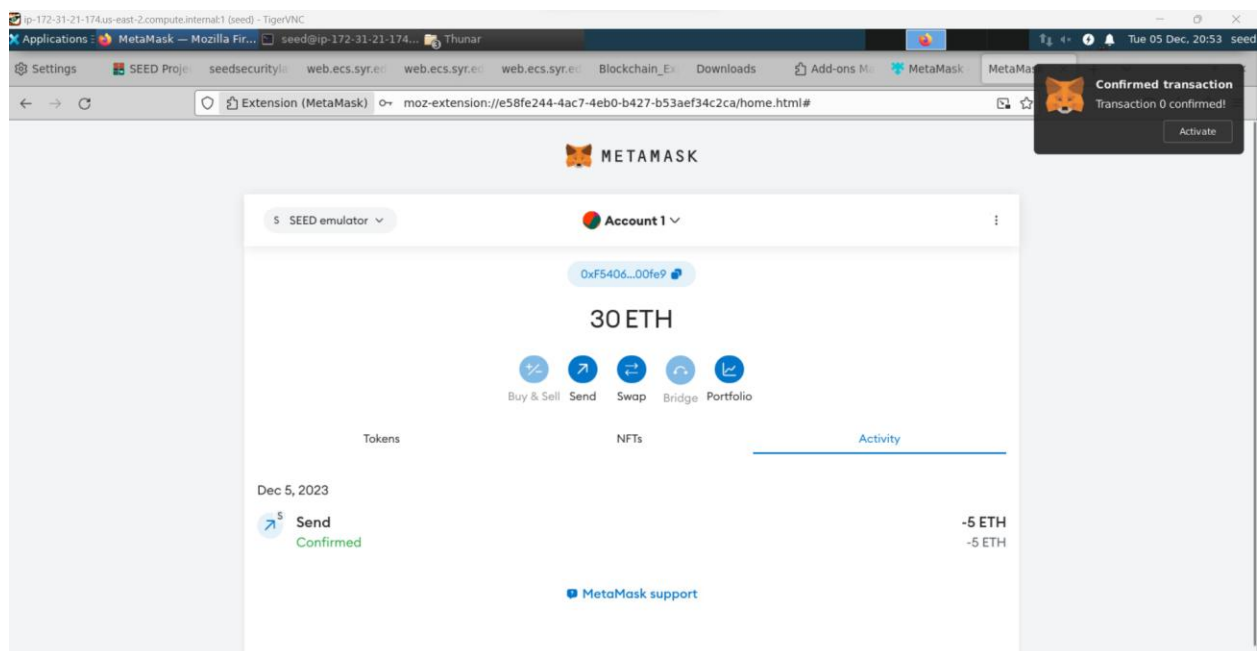 ip-172-31-21-174.us-east-2.compute.internal:1 (seed) - TigerVNC
Applications MetaMask — Mozilla Fir... seed@ip-172-31-21-174... Thunar Tue 05 Dec, 20:53 seed
Settings SEED Proje seedsecurityla web.ecs.syr.ed web.ecs.syr.ed web.ecs.syr.ed Blockchain_Ex Downloads Add-ons Ma MetaMask MetaMas
Extension (MetaMask) moz-extension://e58fe244-4ac7-4eb0-b427-b53aef34c2ca/home.html#
Confirmed transaction
Transaction 0 confirmed!
Activate
METAMASK
S SEED emulator Account 1
0xF5406...00fe9
30 ETH
Buy & Sell Send Swap Bridge Portfolio
Tokens NFTs Activity
Dec 5, 2023
S Send -5 ETH
Confirmed -5 ETH
MetaMask support